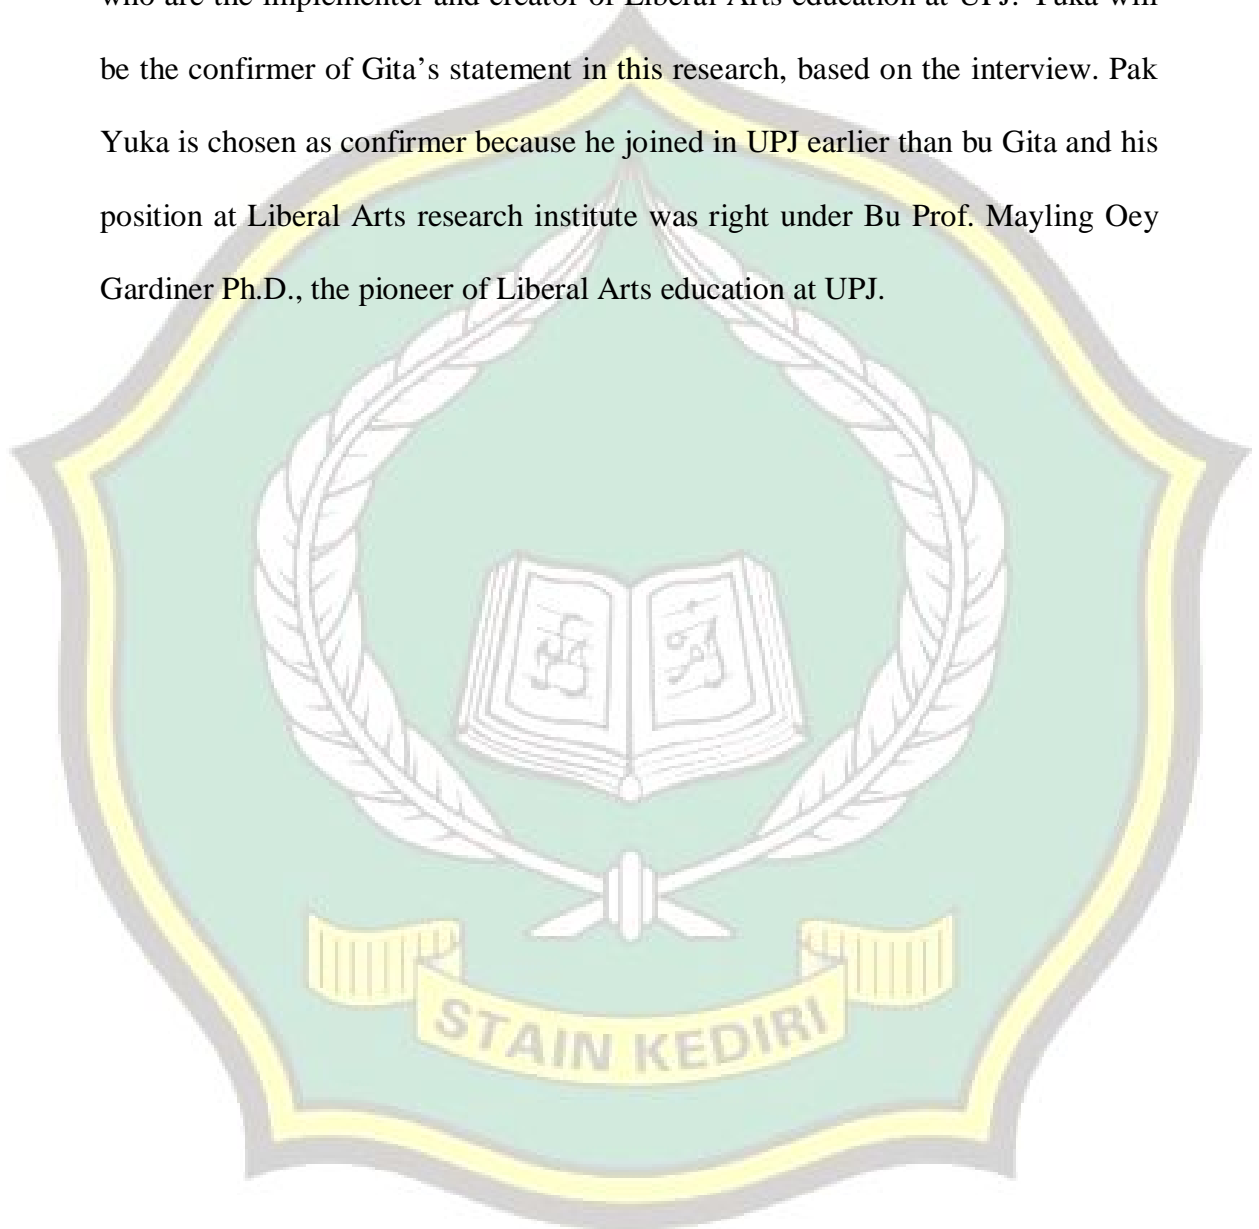 who are the implementer and creator of Liberal Arts education at UPJ. Yuka will
be the confirmer of Gita’s statement in this research, based on the interview. Pak
Yuka is chosen as confirmer because he joined in UPJ earlier than bu Gita and his
position at Liberal Arts research institute was right under Bu Prof. Mayling Oey
Gardiner Ph.D., the pioneer of Liberal Arts education at UPJ.
STAIN KEDIRI